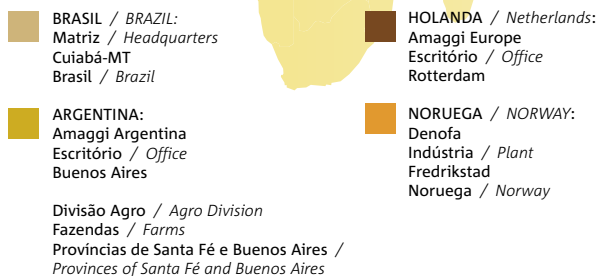 BRASIL / BRAZIL:
Matriz / Headquarters
Cuiabá-MT
Brasil / Brazil
ARGENTINA:
Amaggi Argentina
Escritório / Office
Buenos Aires
Divisão Agro / Agro Division
Fazendas / Farms
Províncias de Santa Fé e Buenos Aires /
Provinces of Santa Fé and Buenos Aires
HOLANDA / Netherlands:
Amaggi Europe
Escritório / Office
Rotterdam
NORUEGA / NORWAY:
Denofa
Indústria / Plant
Fredrikstad
Noruega / Norway